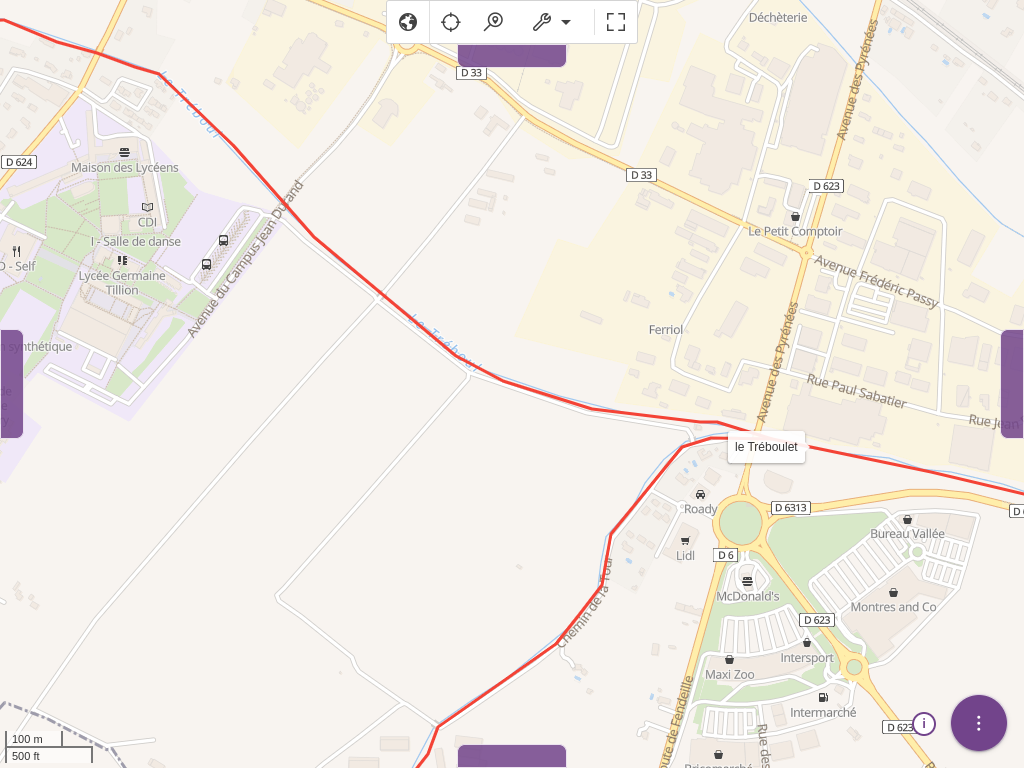 Déchèterie
Avenue des Pyrénées
D 33
le Tréboul
D 624
Maison des Lycéens
D 33
D 623
CDI
I - Salle de danse
Le Petit Comptoir
D - Self
Lycée Germaine
Tillion
Avenue du Campus Jean Durand
Avenue Frédéric Passy
Ferriol
Le Tréboul
n synthétique
Avenue des Pyrénées
Rue Paul Sabatier
Rue Jean
le Tréboulet
Roady
D 6313
D 6
Bureau Vallée
Lidl
D 6
McDonald's
Chemin de la Tour
Montres and Co
D 623
Intersport
Maxi Zoo
Intermarché
Route de Fendeille
D 623
i
Rue des
100 m
500 ft
Bricomarché